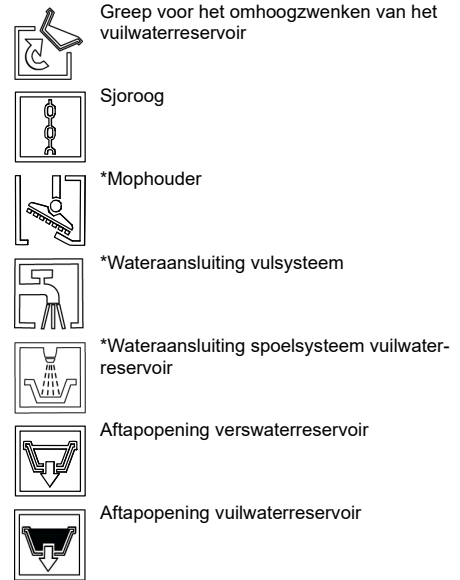 Greep voor het omhoogzwenken van het
vuilwaterreservoir
Sjoroog
*Mophouder
*Wateraansluiting vulsysteem
*Wateraansluiting spoelsysteem vuilwater-
reservoir
Aftapopening verswaterreservoir
Aftapopening vuilwaterreservoir